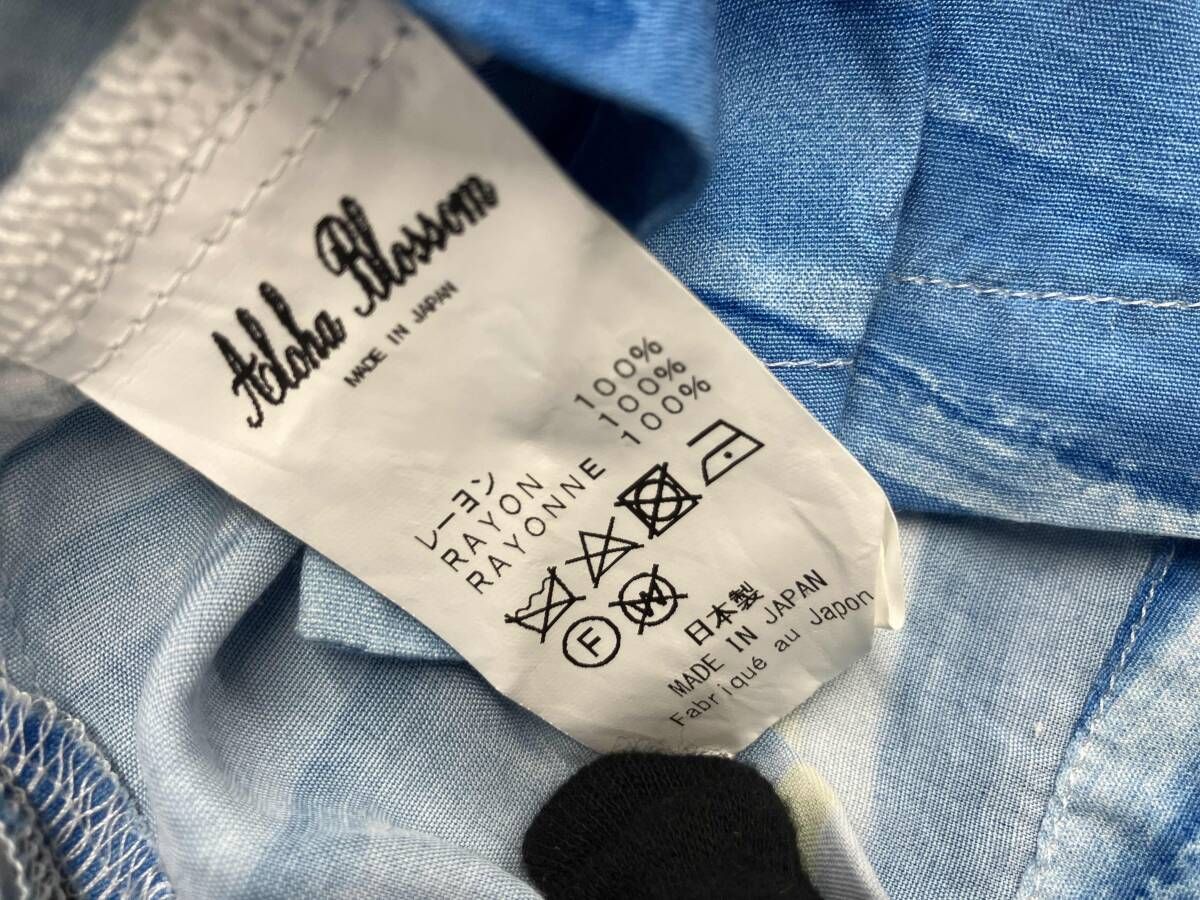 Aloha Blossom
MADE IN JAPAN
レーヨン 100%
RAYON 100%
RAYONNE 100%
F W
日本製
MADE IN JAPAN
Fabriqué au Japon